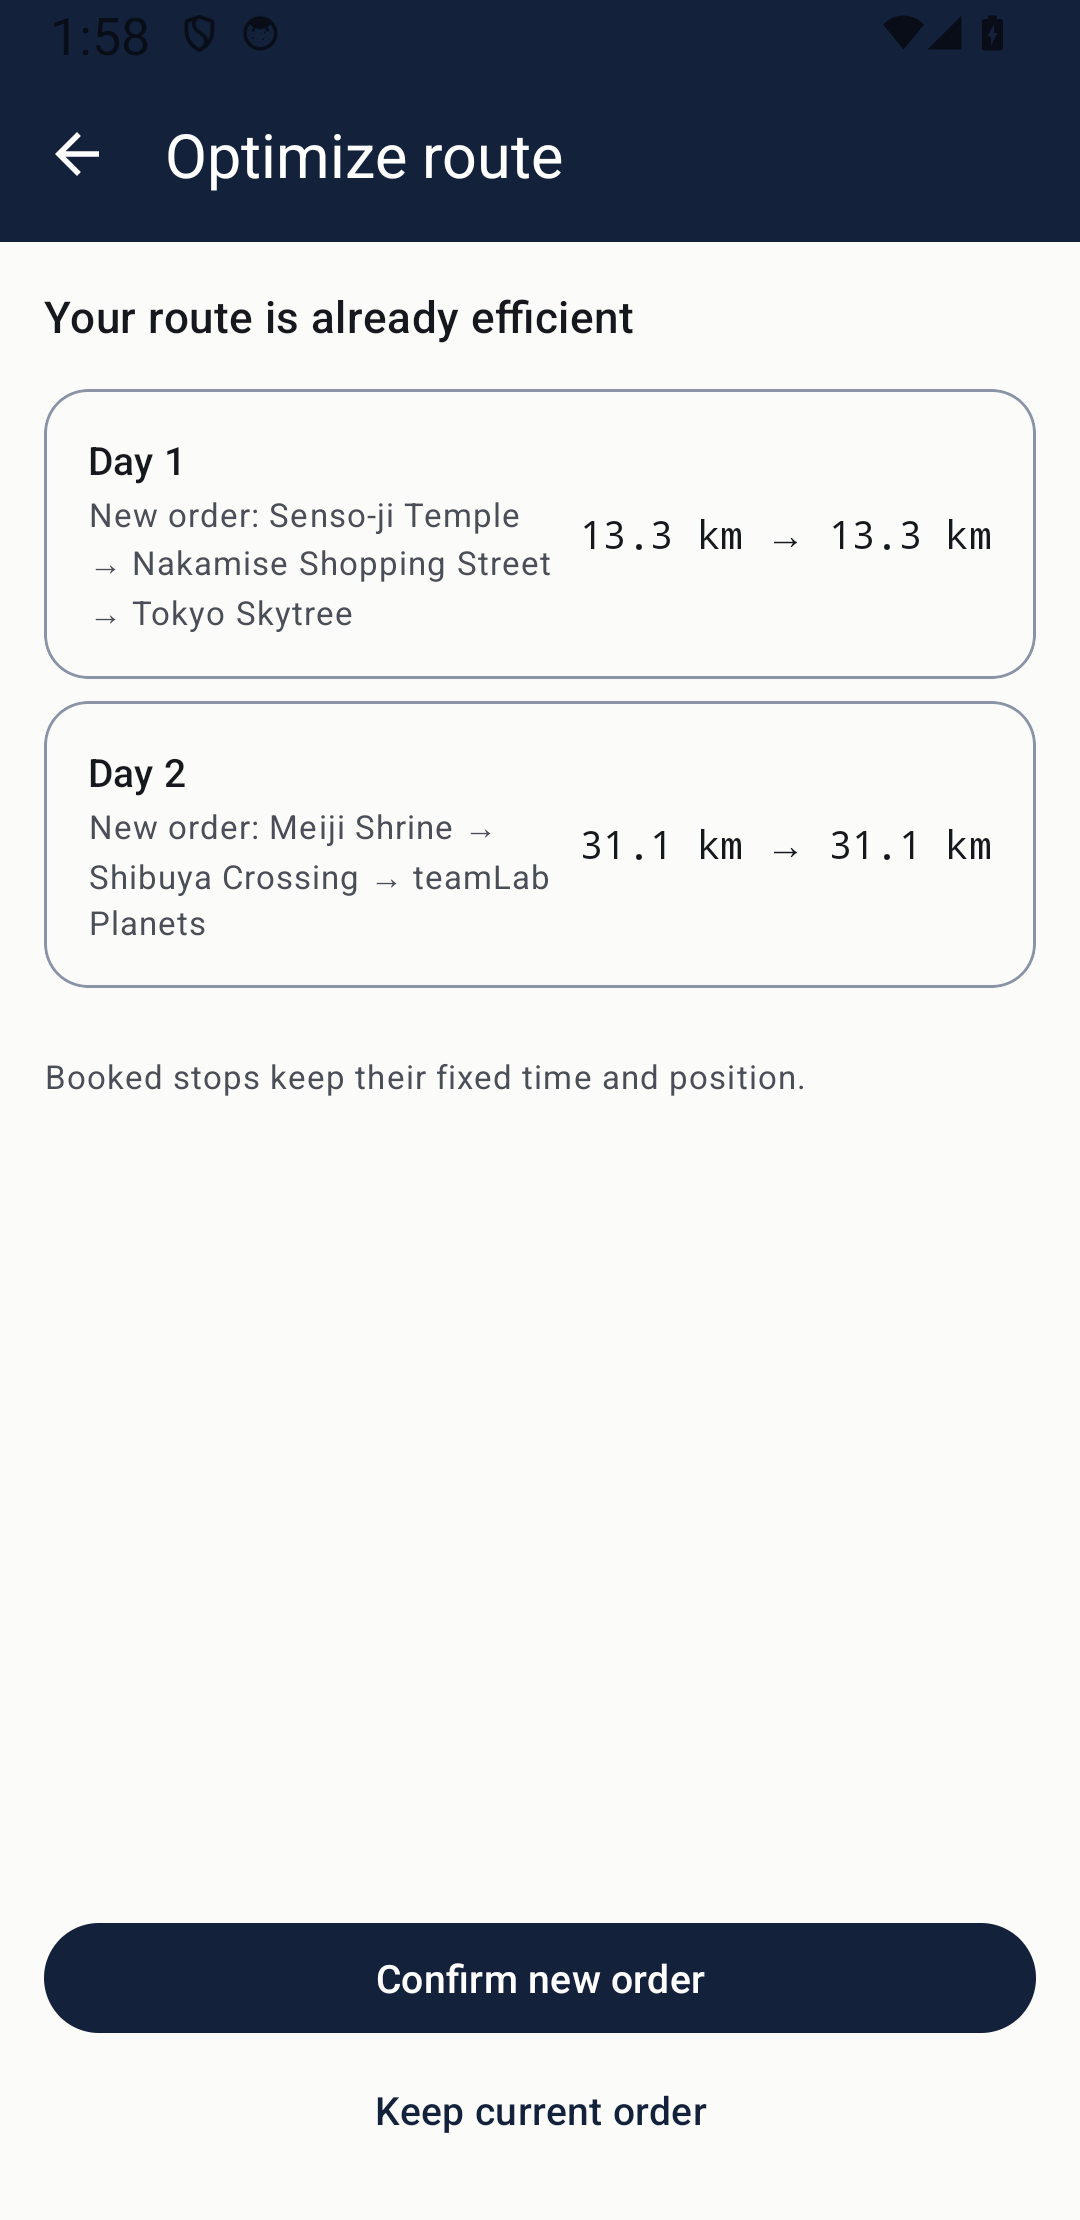 1:58
Optimize route
Your route is already efficient
Day 1
New order: Senso-ji Temple
→ Nakamise Shopping Street
→ Tokyo Skytree
13.3 km → 13.3 km
Day 2
New order: Meiji Shrine →
Shibuya Crossing → teamLab
Planets
31.1 km → 31.1 km
Booked stops keep their fixed time and position.
Confirm new order
Keep current order